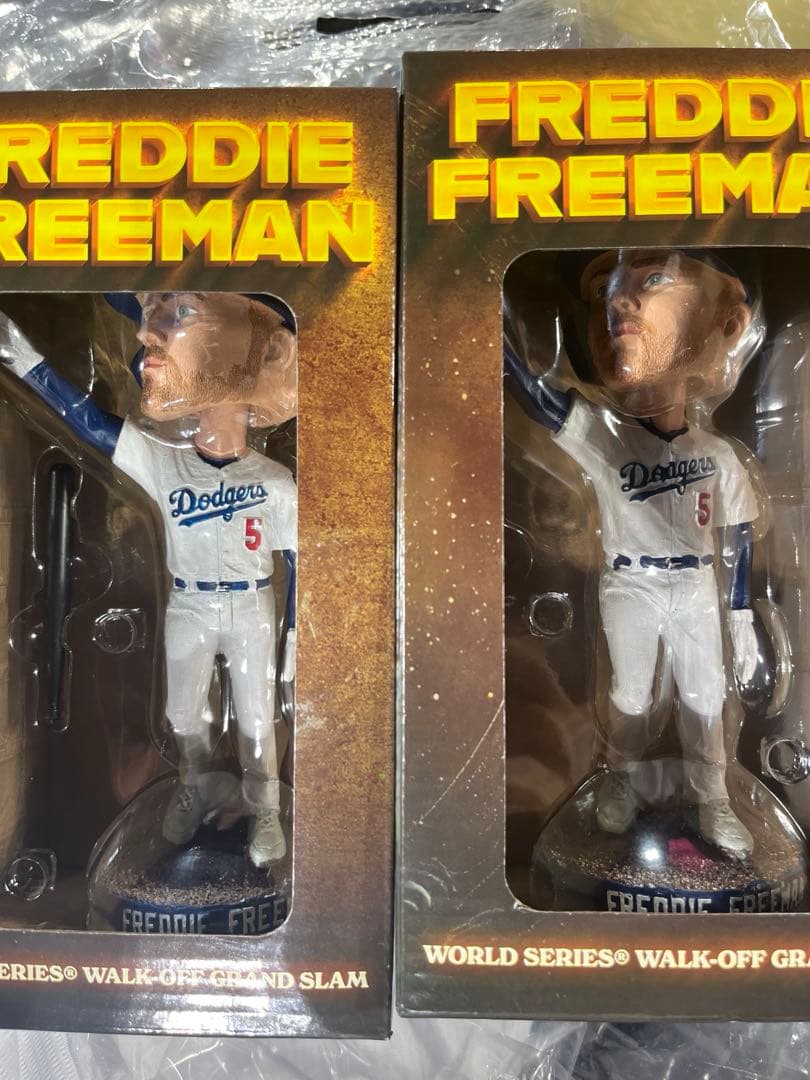 REDDIE
REEMAN
Dodgers
5
FREDDIE FREE
ERIES® WALK-OFF GRAND SLAM
FREDDI
FREEMA
Dodgers
5
FREDDIE FREEMA
WORLD SERIES® WALK-OFF GRA